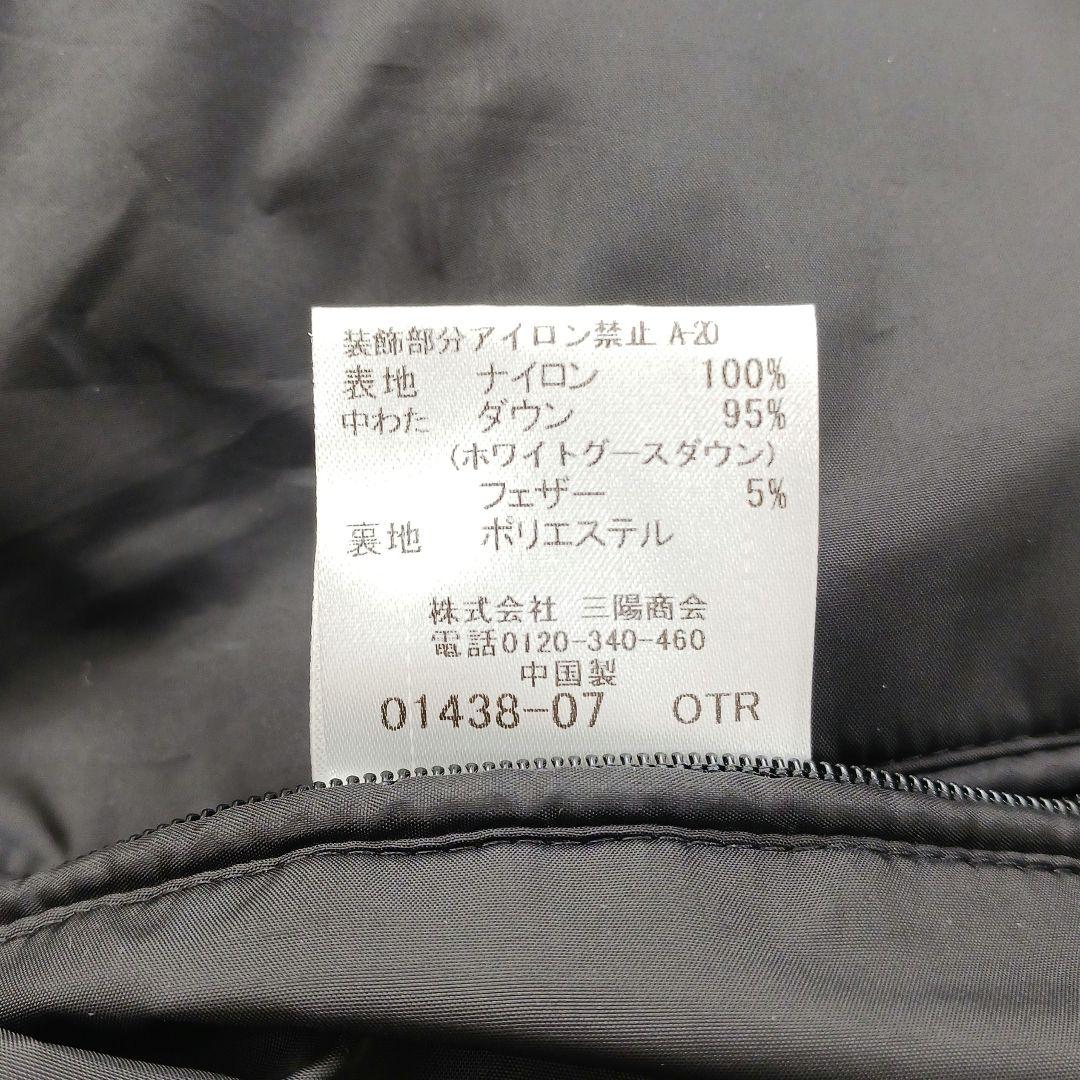 装飾部分アイロン禁止 A-20
表地 ナイロン 100%
中わた ダウン 95%
(ホワイトグースダウン)
フェザー 5%
裏地 ポリエステル
株式会社 三陽商会
電話0120-340-460
中国製
01438-07 OTR